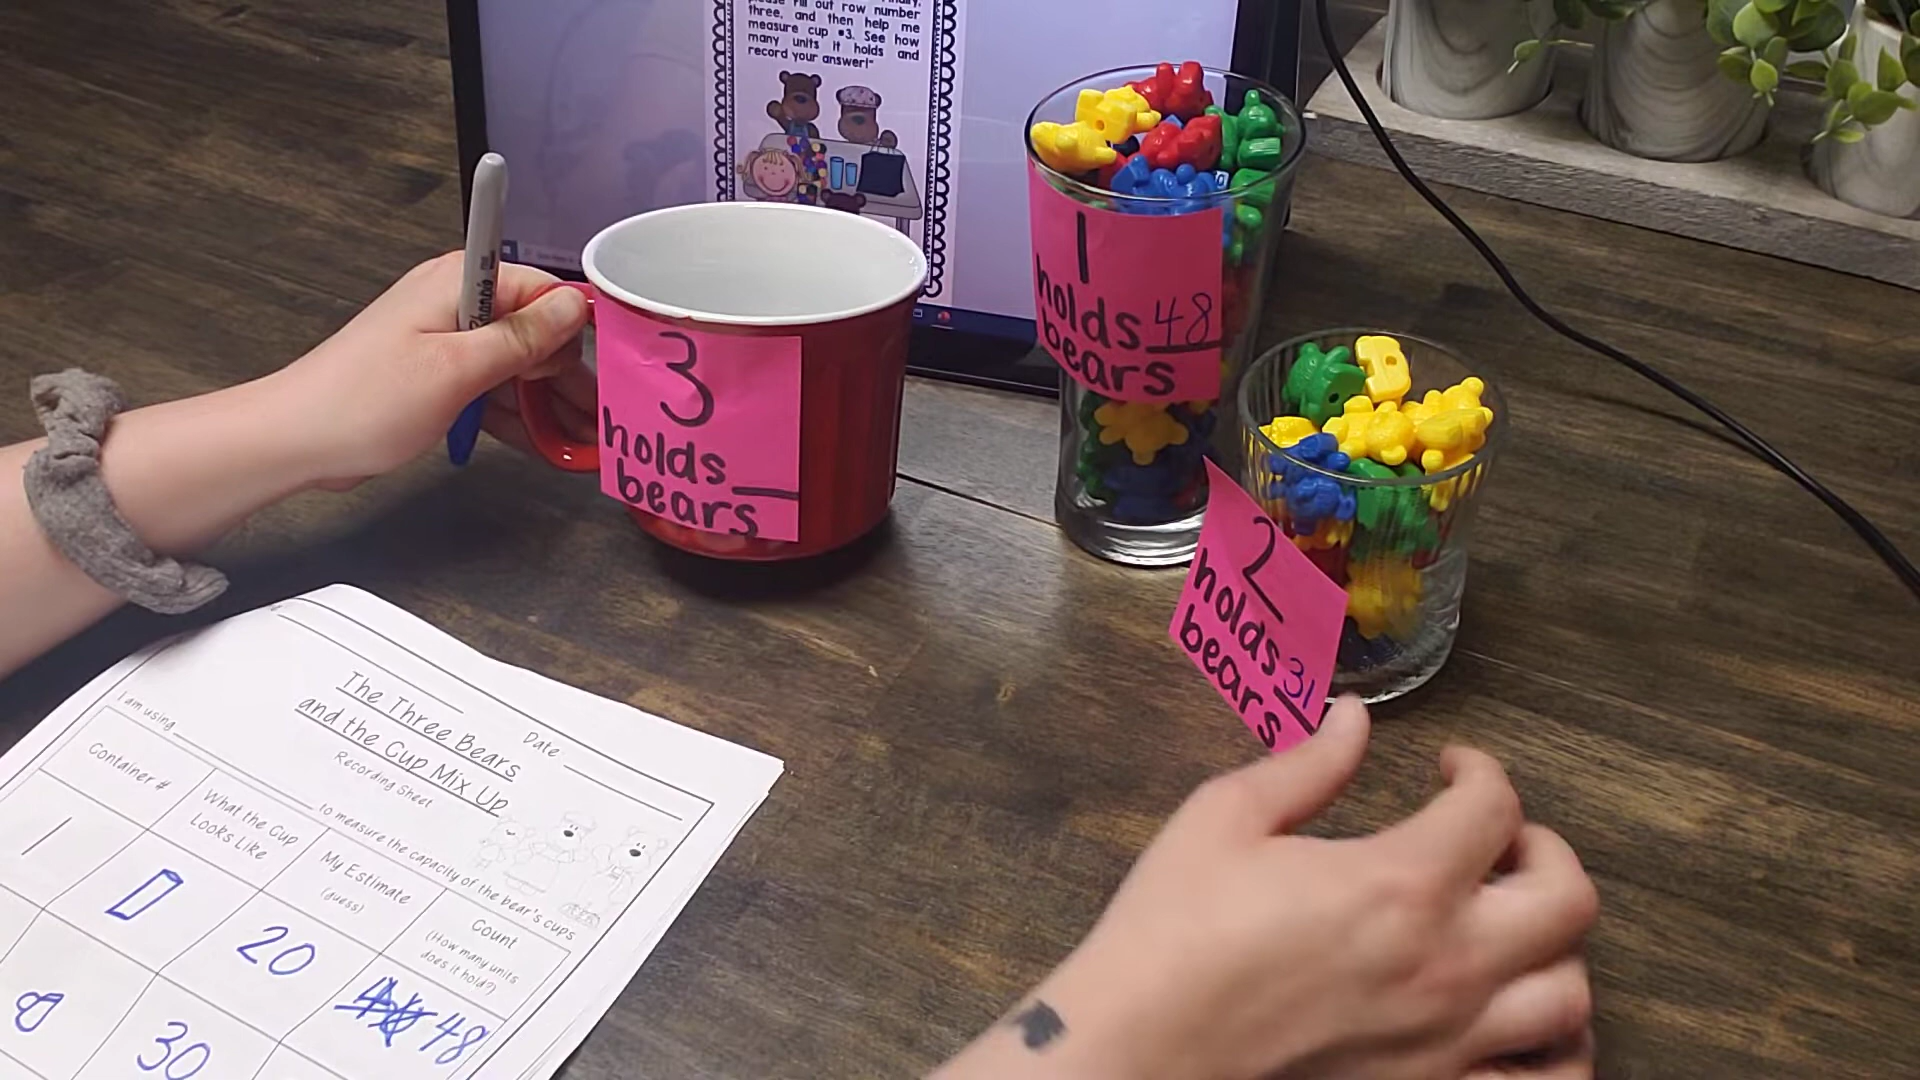 three, and then help me
measure cup #3. See how
many units it holds and
record your answer!"
3
holds __
bears
1
holds 48
bears
2
holds 31
bears
Sharpie
Date
The Three Bears
and the Cup Mix Up
Recording Sheet
I am using ____ to measure the capacity of the bear's cups
Container #
What the Cup
Looks Like
My Estimate
(guess)
Count
(How many units
does it hold?)
1
20
48
30